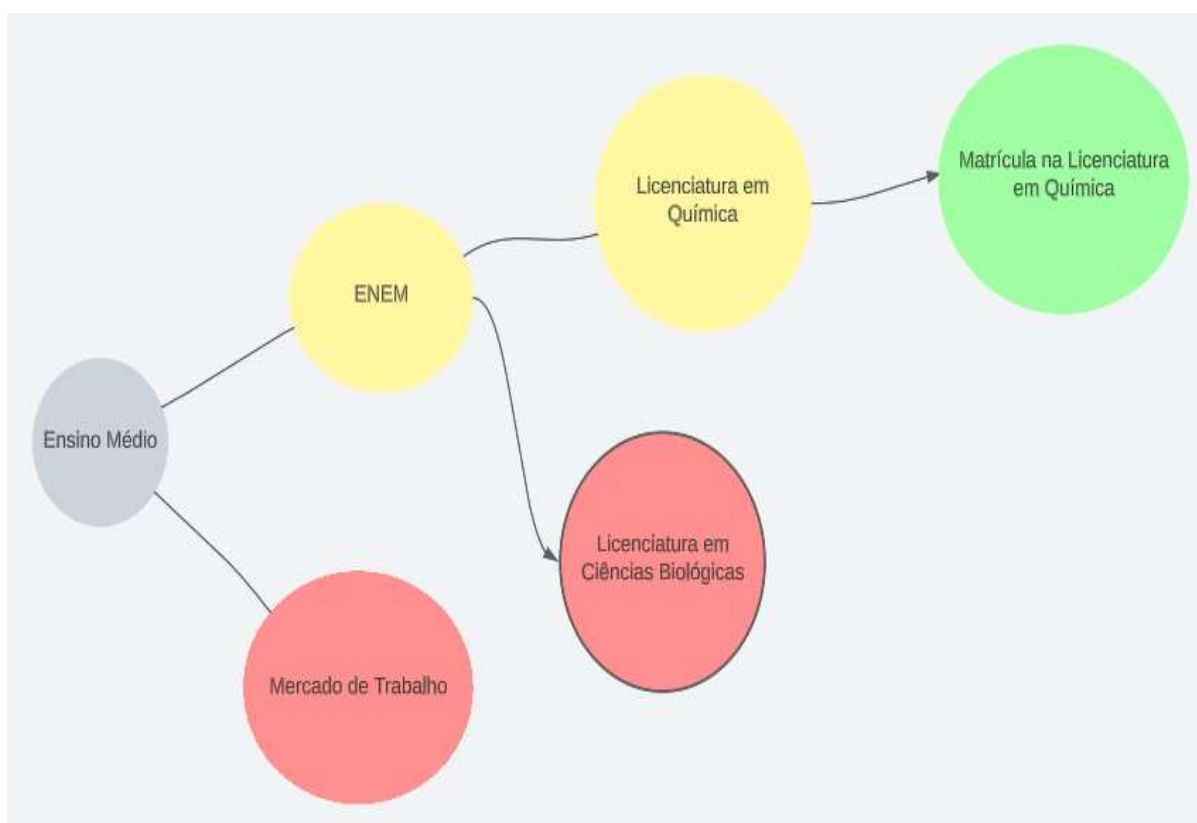 Matrícula na Licenciatura
em Química
Licenciatura em
Química
ENEM
Ensino Médio
Licenciatura em
Ciências Biológicas
Mercado de Trabalho